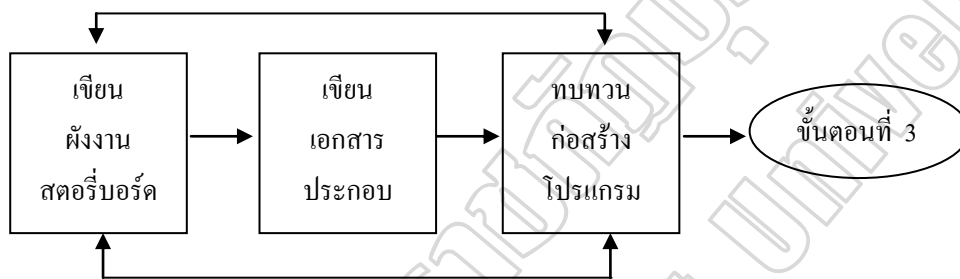 เขียน
ผังงาน
สตอรี่บอร์ด
เขียน
เอกสาร
ประกอบ
ทบทวน
ก่อสร้าง
โปรแกรม
ขั้นตอนที่ 3